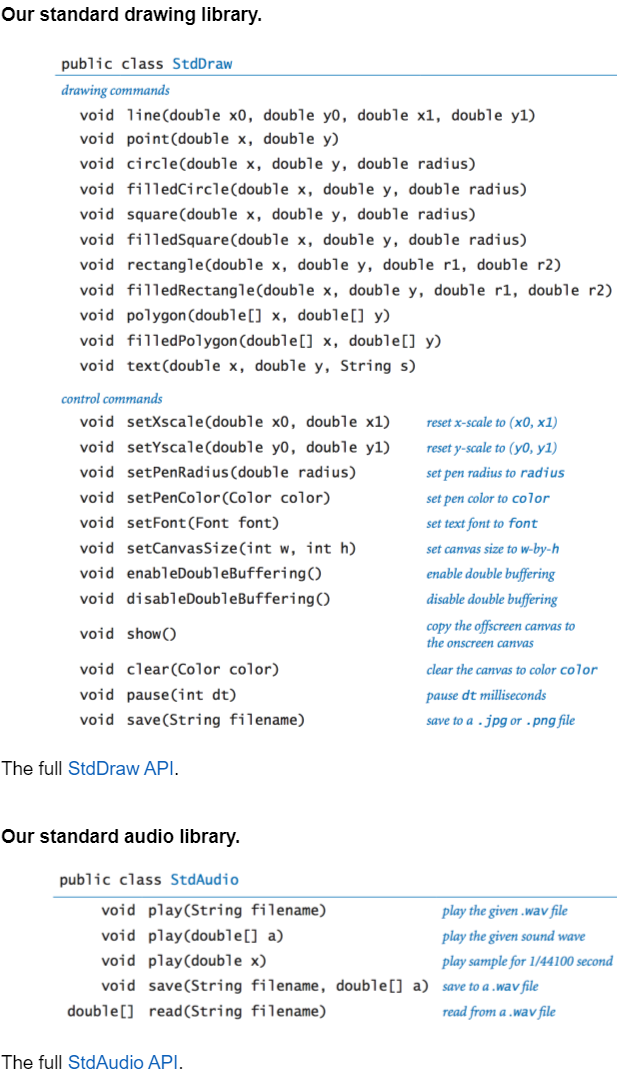 Our standard drawing library.
public class StdDraw
drawing commands
void line(double x0, double y0, double x1, double y1)
void point(double x, double y)
void circle(double x, double y, double radius)
void filledCircle(double x, double y, double radius)
void square(double x, double y, double radius)
void filledSquare(double x, double y, double radius)
void rectangle(double x, double y, double r1, double r2)
void filledRectangle(double x, double y, double r1, double r2)
void polygon(double[] x, double[] y)
void filledPolygon(double[] x, double[] y)
void text(double x, double y, String s)
control commands
void setXscale(double x0, double x1) reset x-scale to (x0, x1)
void setYscale(double y0, double y1) reset y-scale to (y0, y1)
void setPenRadius(double radius) set pen radius to radius
void setPenColor(Color color) set pen color to color
void setFont(Font font) set text font to font
void setCanvasSize(int w, int h) set canvas size to w-by-h
void enableDoubleBuffering() enable double buffering
void disableDoubleBuffering() disable double buffering
void show() copy the offscreen canvas to
the onscreen canvas
void clear(Color color) clear the canvas to color color
void pause(int dt) pause dt milliseconds
void save(String filename) save to a .jpg or .png file
The full StdDraw API.
Our standard audio library.
public class StdAudio
void play(String filename) play the given .wav file
void play(double[] a) play the given sound wave
void play(double x) play sample for 1/44100 second
void save(String filename, double[] a) save to a .wav file
double[] read(String filename) read from a .wav file
The full StdAudio API.